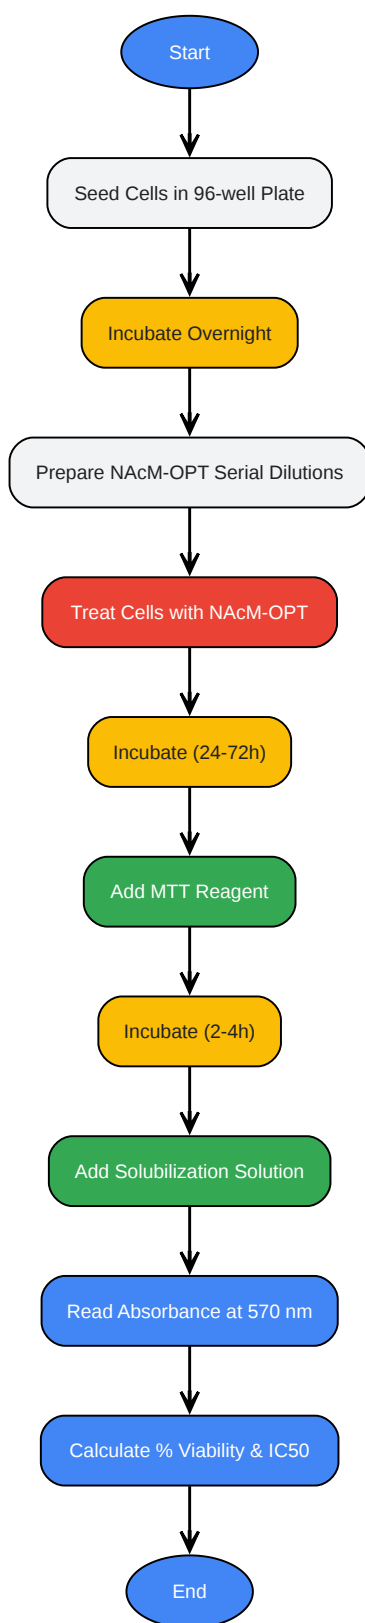 Start
Seed Cells in 96-well Plate
Incubate Overnight
Prepare NAcM-OPT Serial Dilutions
Treat Cells with NAcM-OPT
Incubate (24-72h)
Add MTT Reagent
Incubate (2-4h)
Add Solubilization Solution
Read Absorbance at 570 nm
Calculate % Viability & IC50
End